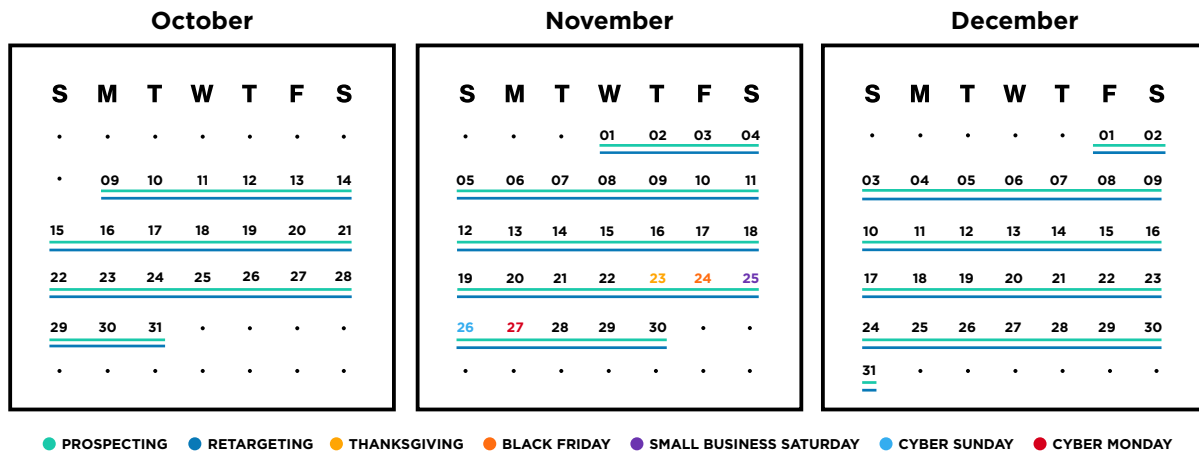 October
S M T W T F S
09 10 11 12 13 14
15 16 17 18 19 20 21
22 23 24 25 26 27 28
29 30 31
November
S M T W T F S
01 02 03 04
05 06 07 08 09 10 11
12 13 14 15 16 17 18
19 20 21 22 23 24 25
26 27 28 29 30
December
S M T W T F S
01 02
03 04 05 06 07 08 09
10 11 12 13 14 15 16
17 18 19 20 21 22 23
24 25 26 27 28 29 30
31
PROSPECTING RETARGETING THANKSGIVING BLACK FRIDAY SMALL BUSINESS SATURDAY CYBER SUNDAY CYBER MONDAY